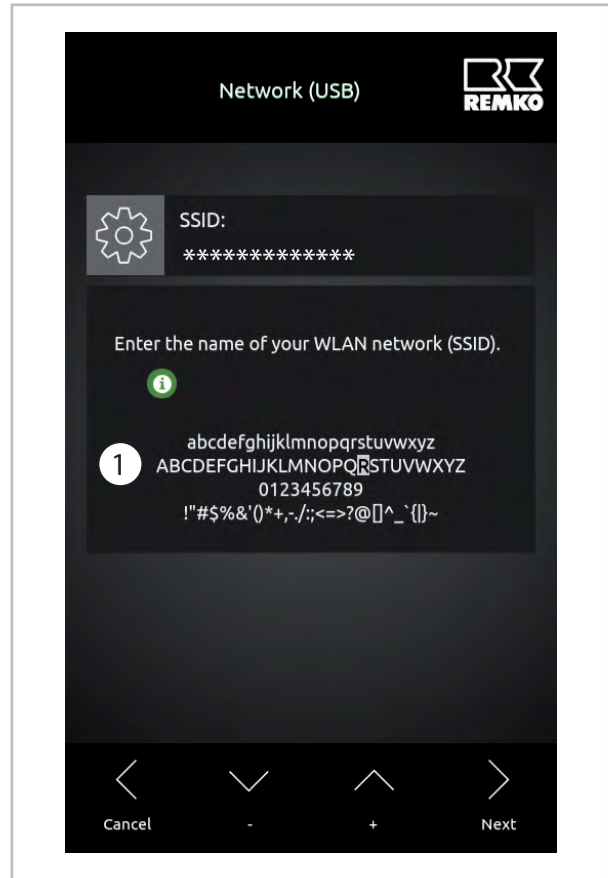 Network (USB)
REMKO
SSID:
*************
Enter the name of your WLAN network (SSID).
i
abcdefghijklmnopqrstuvwxyz
1
ABCDEFGHIJKLMNOPQRSTUVWXYZ
0123456789
!"#$%&'()*+,-./:;<=>?@[]^_`{|}~
Cancel
-
+
Next